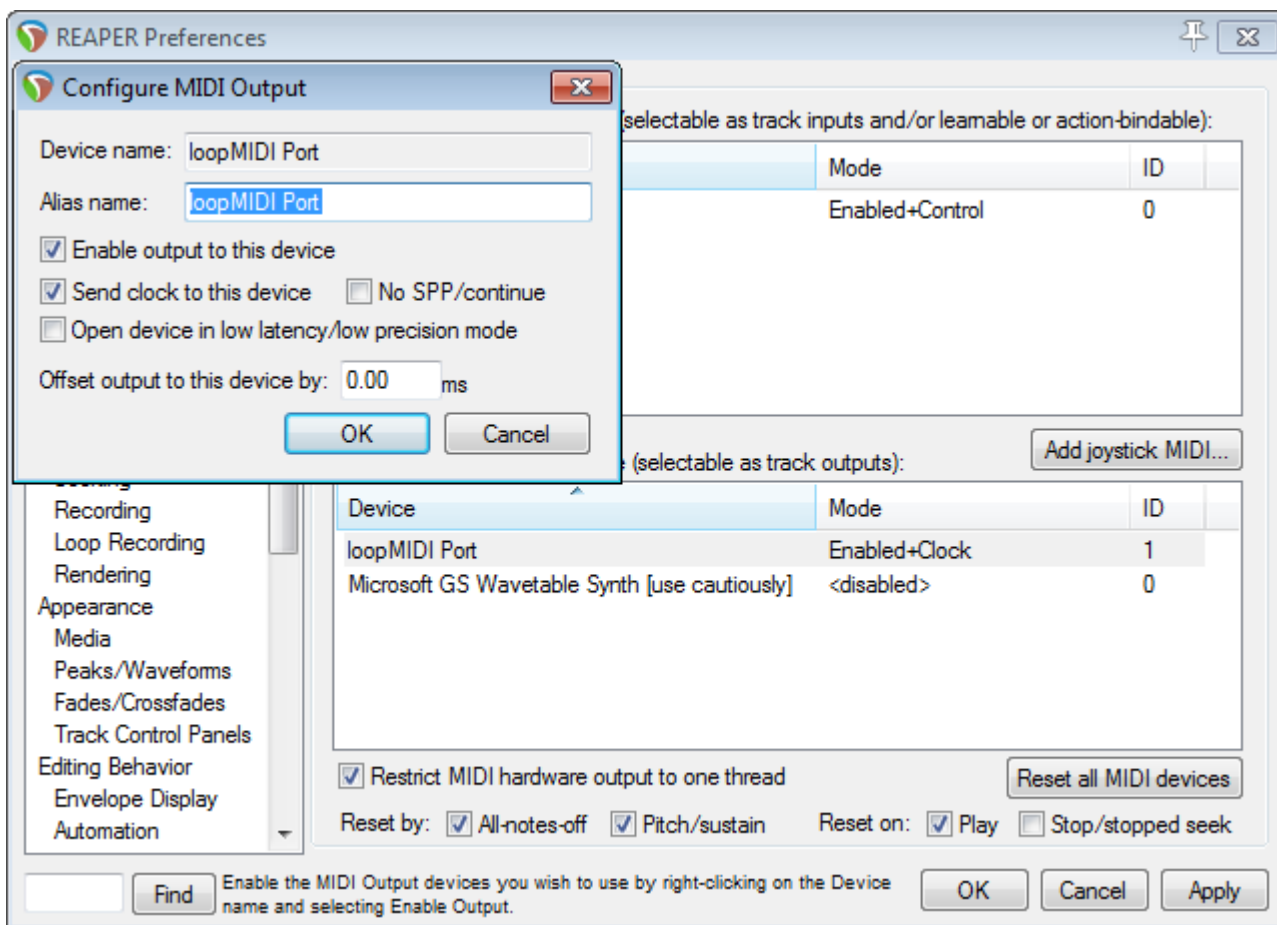 REAPER Preferences
Configure MIDI Output
Device name: loopMIDI Port
Alias name: loopMIDI Port
Enable output to this device
Send clock to this device No SPP/continue
Open device in low latency/low precision mode
Offset output to this device by: 0.00 ms
OK Cancel
(selectable as track inputs and/or learnable or action-bindable):
Mode ID
Enabled+Control 0
Add joystick MIDI...
(selectable as track outputs):
Device Mode ID
loopMIDI Port Enabled+Clock 1
Microsoft GS Wavetable Synth [use cautiously] <disabled> 0
Recording
Loop Recording
Rendering
Appearance
Media
Peaks/Waveforms
Fades/Crossfades
Track Control Panels
Editing Behavior
Envelope Display
Automation
Restrict MIDI hardware output to one thread
Reset all MIDI devices
Reset by: All-notes-off Pitch/sustain Reset on: Play Stop/stopped seek
Find
Enable the MIDI Output devices you wish to use by right-clicking on the Device
name and selecting Enable Output.
OK Cancel Apply